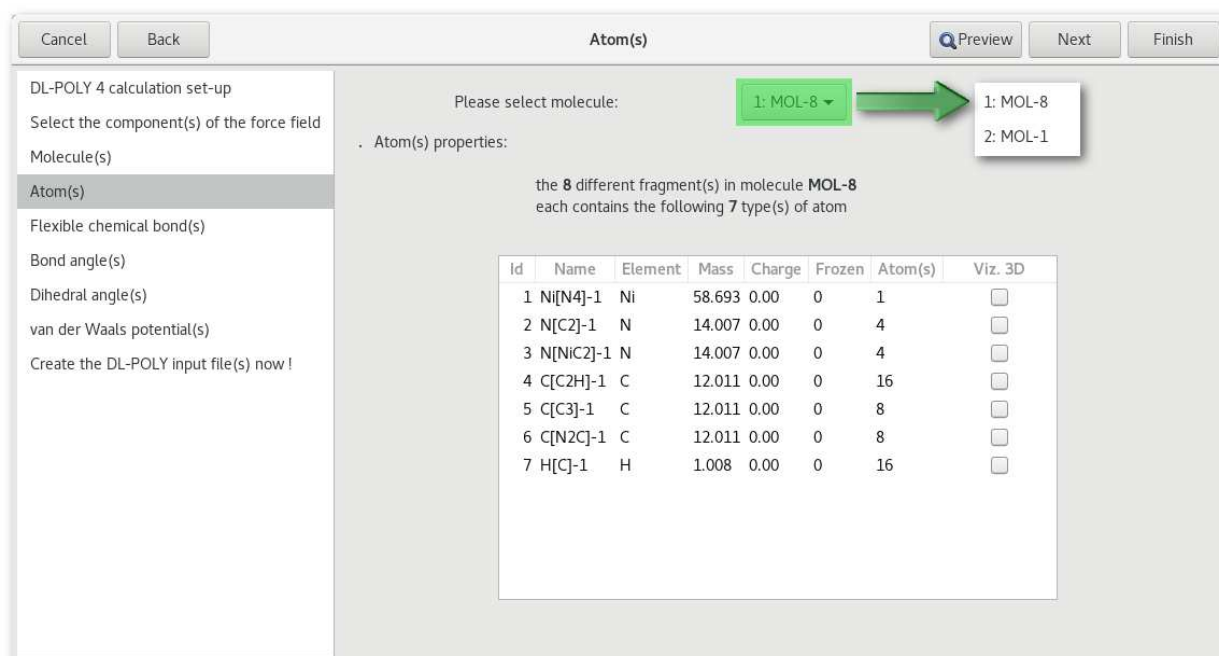 Cancel Back Atom(s) Preview Next Finish
DL-POLY 4 calculation set-up
Select the component(s) of the force field
Molecule(s)
Atom(s)
Flexible chemical bond(s)
Bond angle(s)
Dihedral angle(s)
van der Waals potential(s)
Create the DL-POLY input file(s) now !
Please select molecule: 1: MOL-8
1: MOL-8
2: MOL-1
. Atom(s) properties:
the 8 different fragment(s) in molecule MOL-8
each contains the following 7 type(s) of atom
Id Name Element Mass Charge Frozen Atom(s) Viz. 3D
1 Ni[N4]-1 Ni 58.693 0.00 0 1
2 N[C2]-1 N 14.007 0.00 0 4
3 N[NiC2]-1 N 14.007 0.00 0 4
4 C[C2H]-1 C 12.011 0.00 0 16
5 C[C3]-1 C 12.011 0.00 0 8
6 C[N2C]-1 C 12.011 0.00 0 8
7 H[C]-1 H 1.008 0.00 0 16